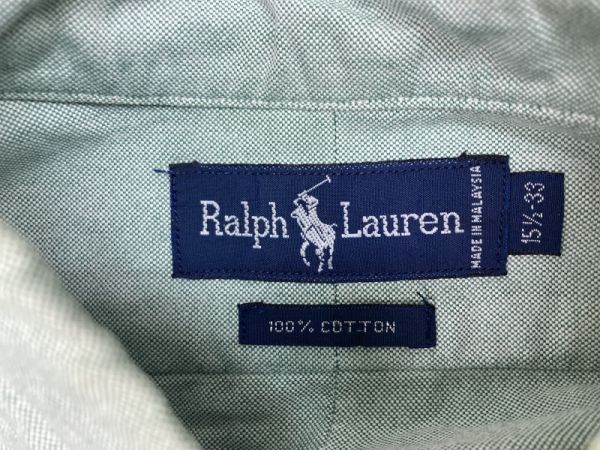 Ralph Lauren
MADE IN MALAYSIA
15½-33
100% COTTON